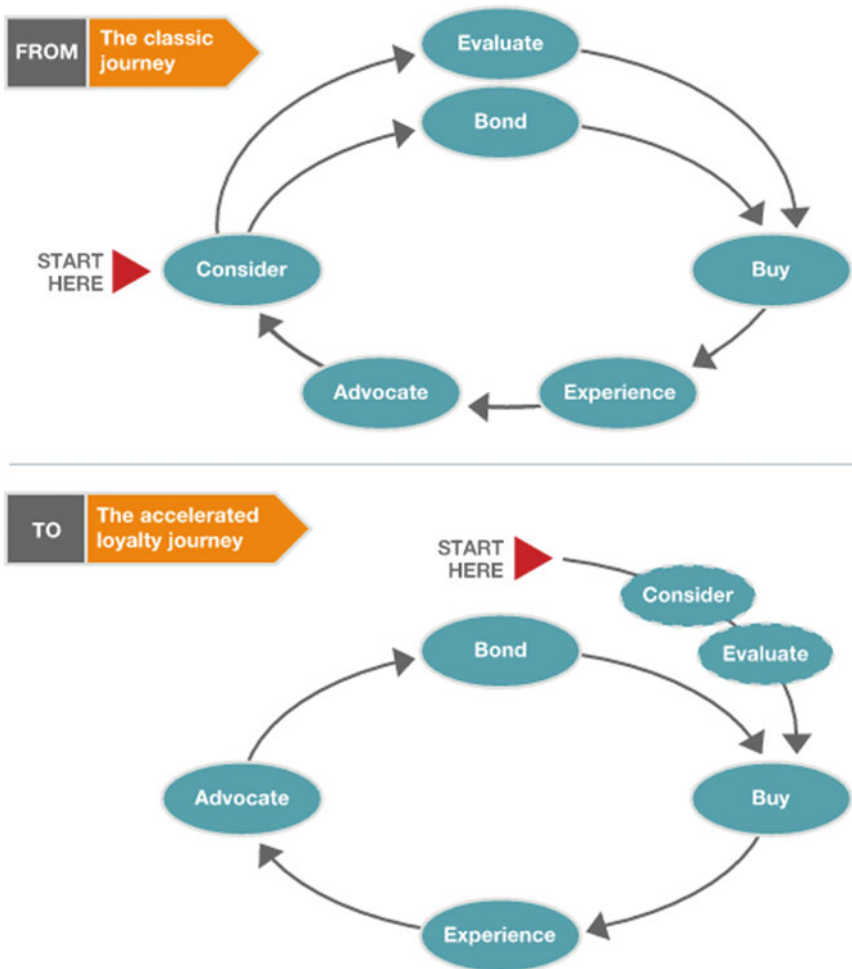 FROM
The classic
journey
Evaluate
Bond
START
HERE
Consider
Buy
Advocate
Experience
TO
The accelerated
loyalty journey
START
HERE
Consider
Evaluate
Bond
Advocate
Buy
Experience